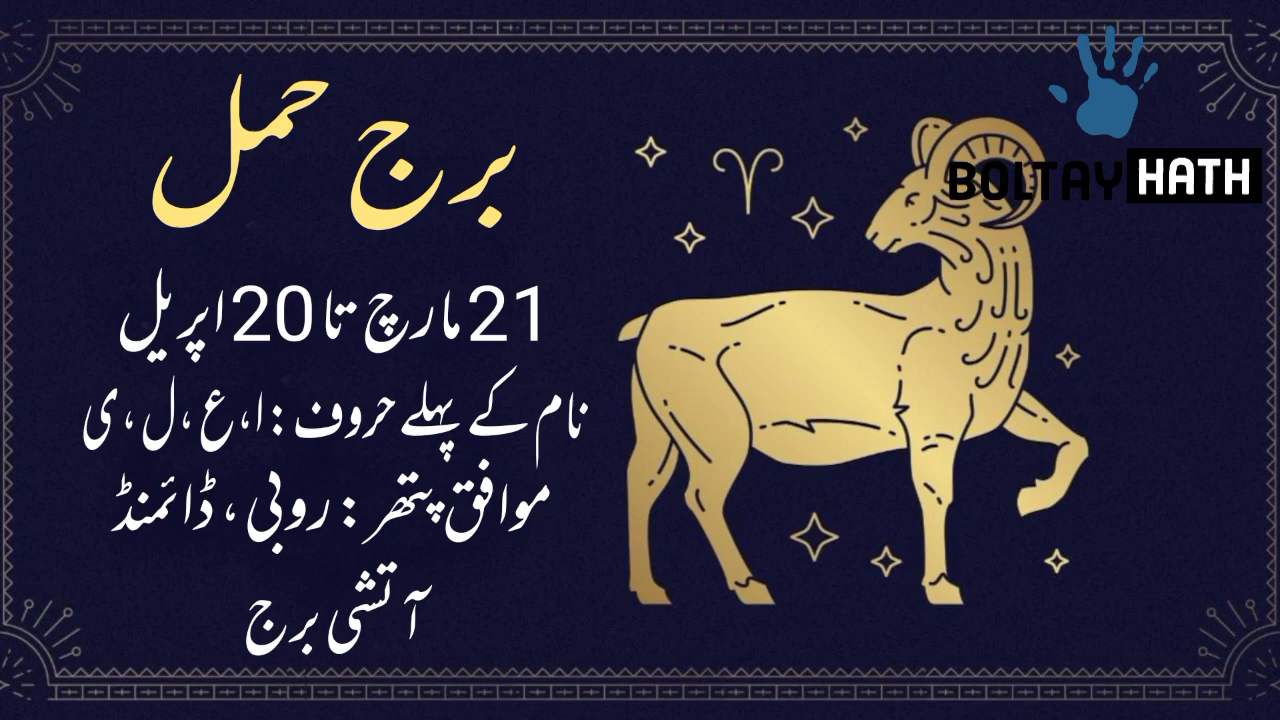 برج حمل
BOLTAY HATH
21 مارچ تا 20 اپریل
نام کے پہلے حروف : ا، ع ، ل ، ی
موافق پتھر : روبی ، ڈائمنڈ
آتشی برج